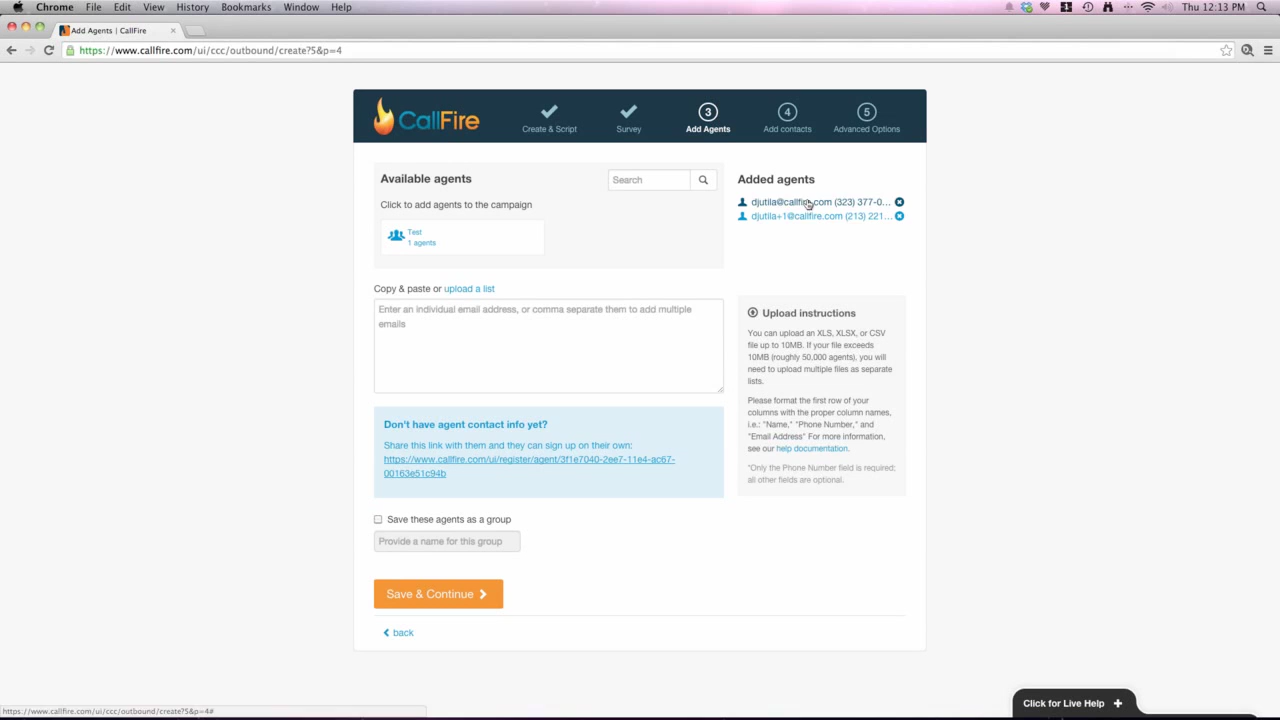 Chrome File Edit View History Bookmarks Window Help
1
Thu 12:13 PM
Add Agents | CallFire
https://www.callfire.com/ui/ccc/outbound/create?5&p=4
CallFire
Create & Script
Survey
3
Add Agents
4
Add contacts
5
Advanced Options
Available agents
Search
Click to add agents to the campaign
Test
1 agents
Added agents
djutila@callfire.com (323) 377-0...
djutila+1@callfire.com (213) 221...
Copy & paste or upload a list
Enter an individual email address, or comma separate them to add multiple
emails
Upload instructions
You can upload an XLS, XLSX, or CSV
file up to 10MB. If your file exceeds
10MB (roughly 50,000 agents), you will
need to upload multiple files as separate
lists.
Please format the first row of your
columns with the proper column names,
i.e.: "Name," "Phone Number," and
"Email Address" For more information,
see our help documentation.
*Only the Phone Number field is required;
all other fields are optional.
Don't have agent contact info yet?
Share this link with them and they can sign up on their own:
https://www.callfire.com/ui/register/agent/3f1e7040-2ee7-11e4-ac67-
00163e51c94b
Save these agents as a group
Provide a name for this group
Save & Continue
back
Click for Live Help +
https://www.callfire.com/ui/ccc/outbound/create?5&p=4#